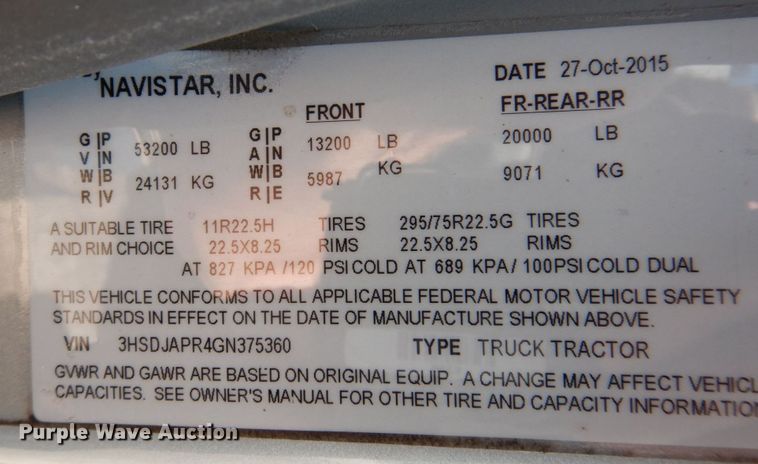 NAVISTAR, INC. DATE 27-Oct-2015
FRONT FR-REAR-RR
G|P G|P
V|N 53200 LB A|N 13200 LB 20000 LB
W|B 24131 KG W|B 5987 KG 9071 KG
R|V R|E
A SUITABLE TIRE 11R22.5H TIRES 295/75R22.5G TIRES
AND RIM CHOICE 22.5X8.25 RIMS 22.5X8.25 RIMS
AT 827 KPA /120 PSI COLD AT 689 KPA / 100PSI COLD DUAL
THIS VEHICLE CONFORMS TO ALL APPLICABLE FEDERAL MOTOR VEHICLE SAFETY
STANDARDS IN EFFECT ON THE DATE OF MANUFACTURE SHOWN ABOVE.
VIN 3HSDJAPR4GN375360 TYPE TRUCK TRACTOR
GVWR AND GAWR ARE BASED ON ORIGINAL EQUIP. A CHANGE MAY AFFECT VEHICL
CAPACITIES. SEE OWNER'S MANUAL FOR OTHER TIRE AND CAPACITY INFORMATION
Purple Wave Auction